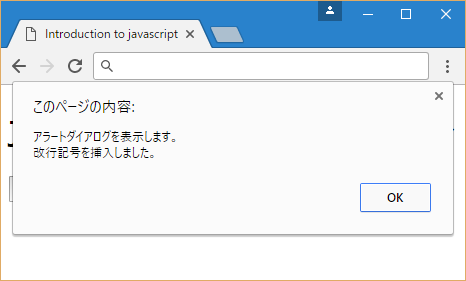 Introduction to javascript
このページの内容:
アラートダイアログを表示します。
改行記号を挿入しました。
OK